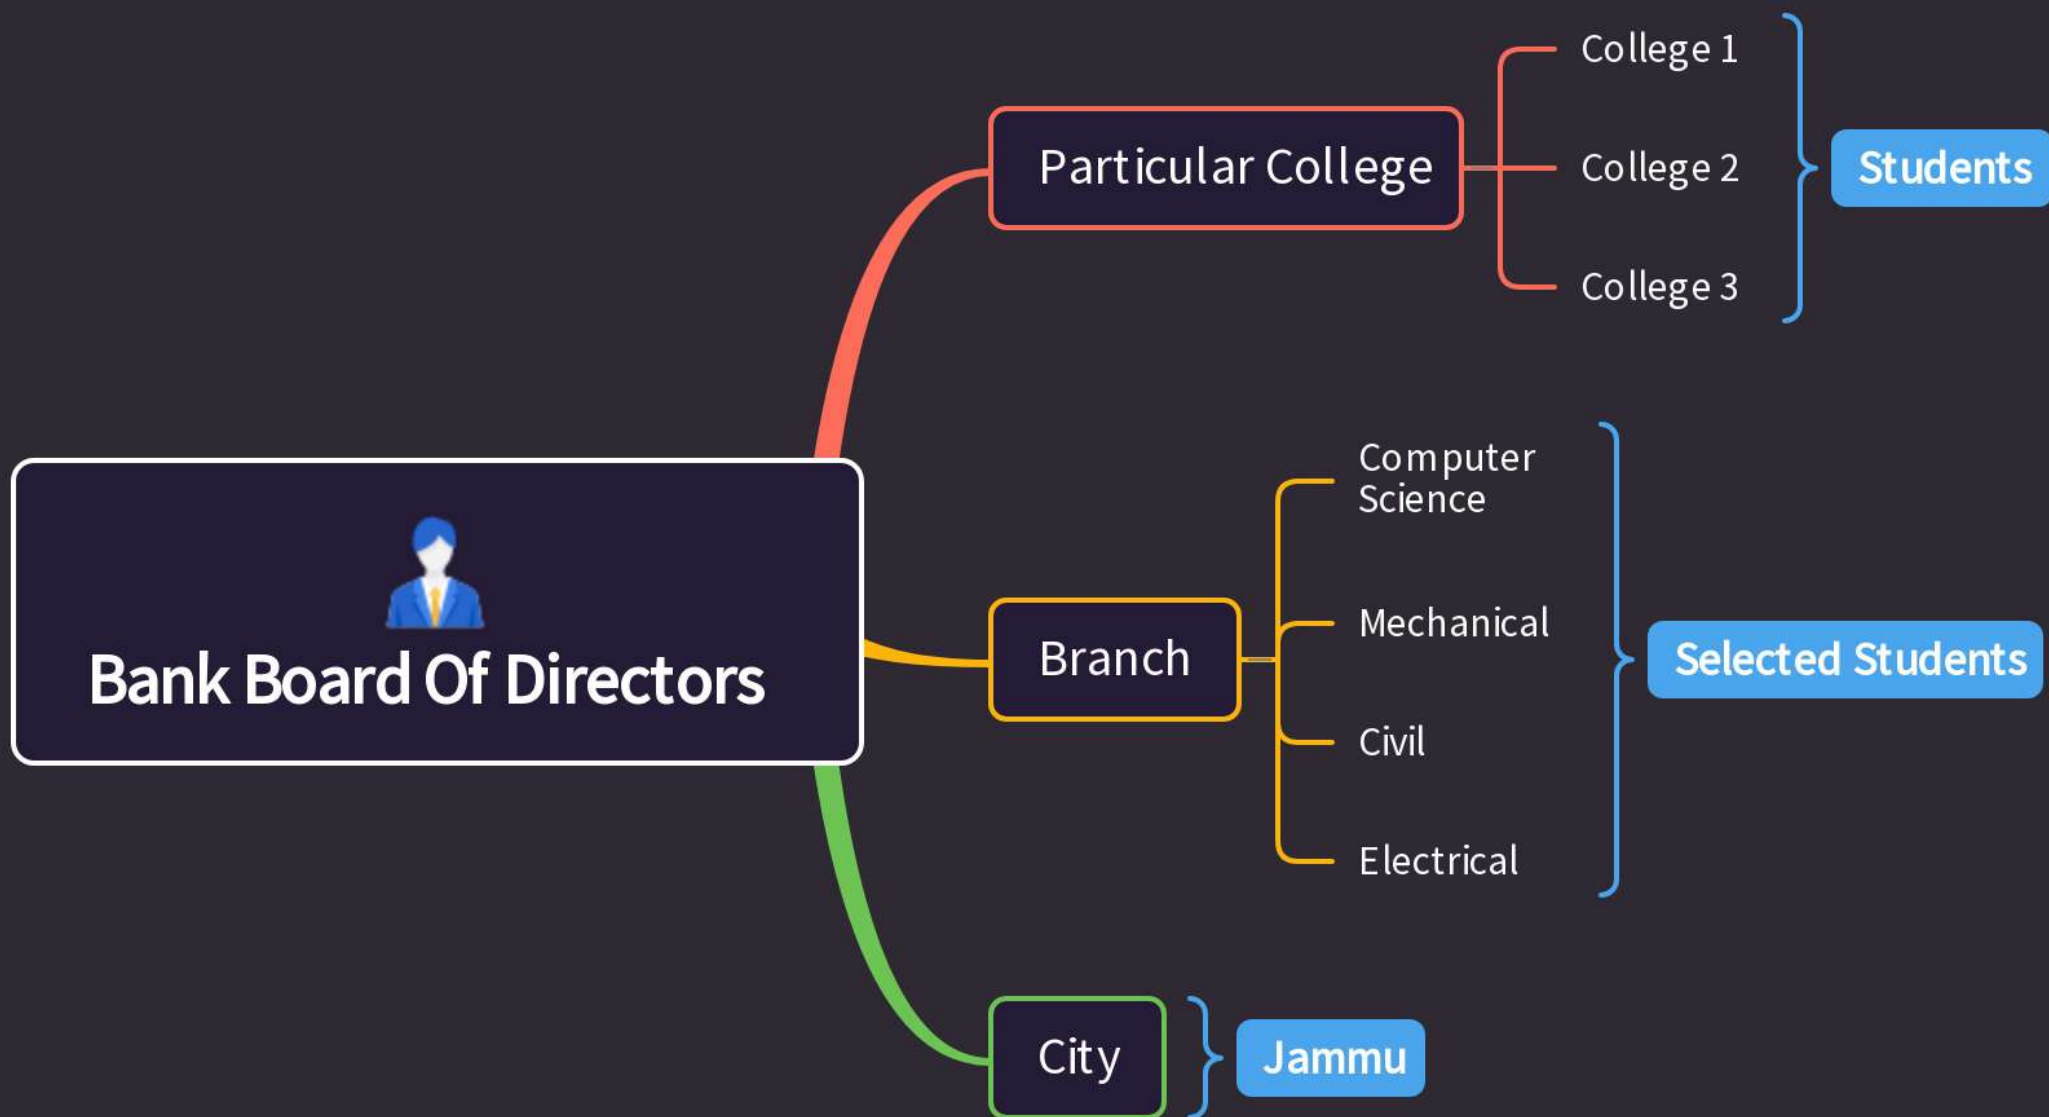 College 1
Particular College
College 2
Students
College 3
Bank Board Of Directors
Computer
Science
Mechanical
Branch
Selected Students
Civil
Electrical
City
Jammu